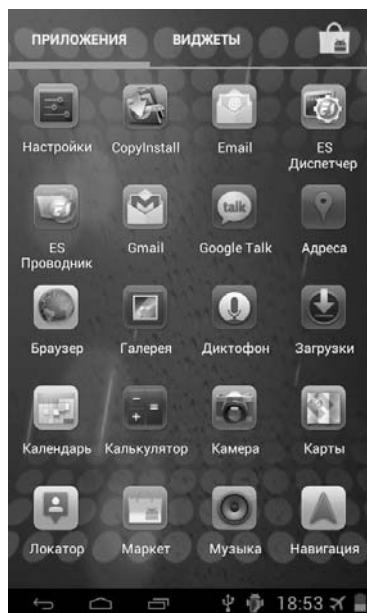 ПРИЛОЖЕНИЯ ВИДЖЕТЫ
Настройки CopyInstall Email ES
Диспетчер
ES
Проводник Gmail Google Talk Адреса
talk
Браузер Галерея Диктофон Загрузки
Календарь Калькулятор Камера Карты
Локатор Маркет Музыка Навигация
18:53